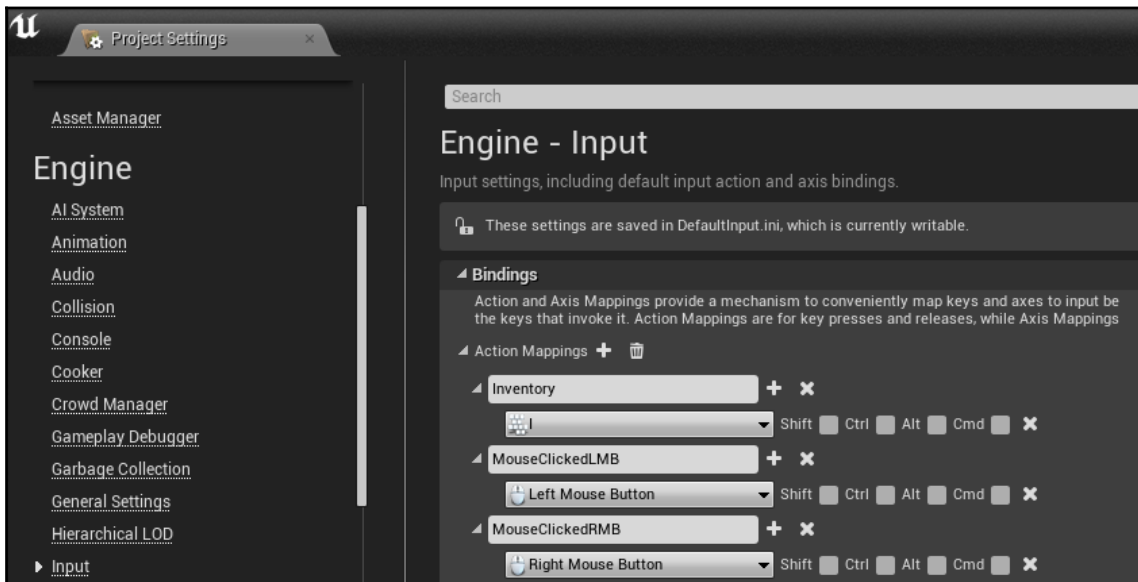 Project Settings
Asset Manager
Engine
AI System
Animation
Audio
Collision
Console
Cooker
Crowd Manager
Gameplay Debugger
Garbage Collection
General Settings
Hierarchical LOD
Input
Search
Engine - Input
Input settings, including default input action and axis bindings.
These settings are saved in DefaultInput.ini, which is currently writable.
Bindings
Action and Axis Mappings provide a mechanism to conveniently map keys and axes to input be
the keys that invoke it. Action Mappings are for key presses and releases, while Axis Mappings
Action Mappings
Inventory
I Shift Ctrl Alt Cmd
MouseClickedLMB
Left Mouse Button Shift Ctrl Alt Cmd
MouseClickedRMB
Right Mouse Button Shift Ctrl Alt Cmd